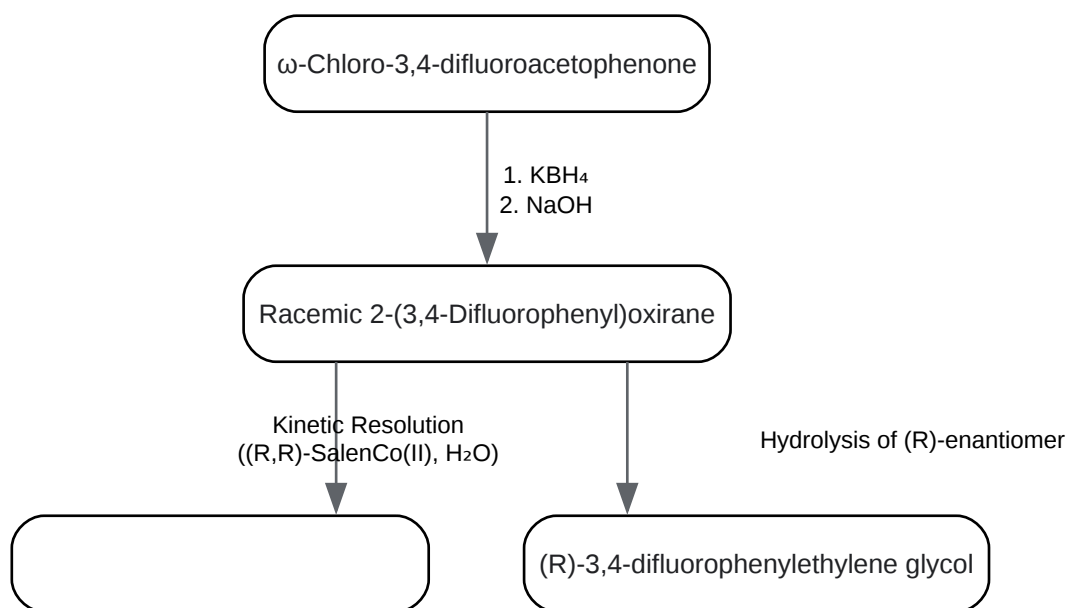 ω-Chloro-3,4-difluoroacetophenone
1. KBH₄
2. NaOH
Racemic 2-(3,4-Difluorophenyl)oxirane
Kinetic Resolution
((R,R)-SalenCo(II), H₂O)
Hydrolysis of (R)-enantiomer
(R)-3,4-difluorophenylethylene glycol